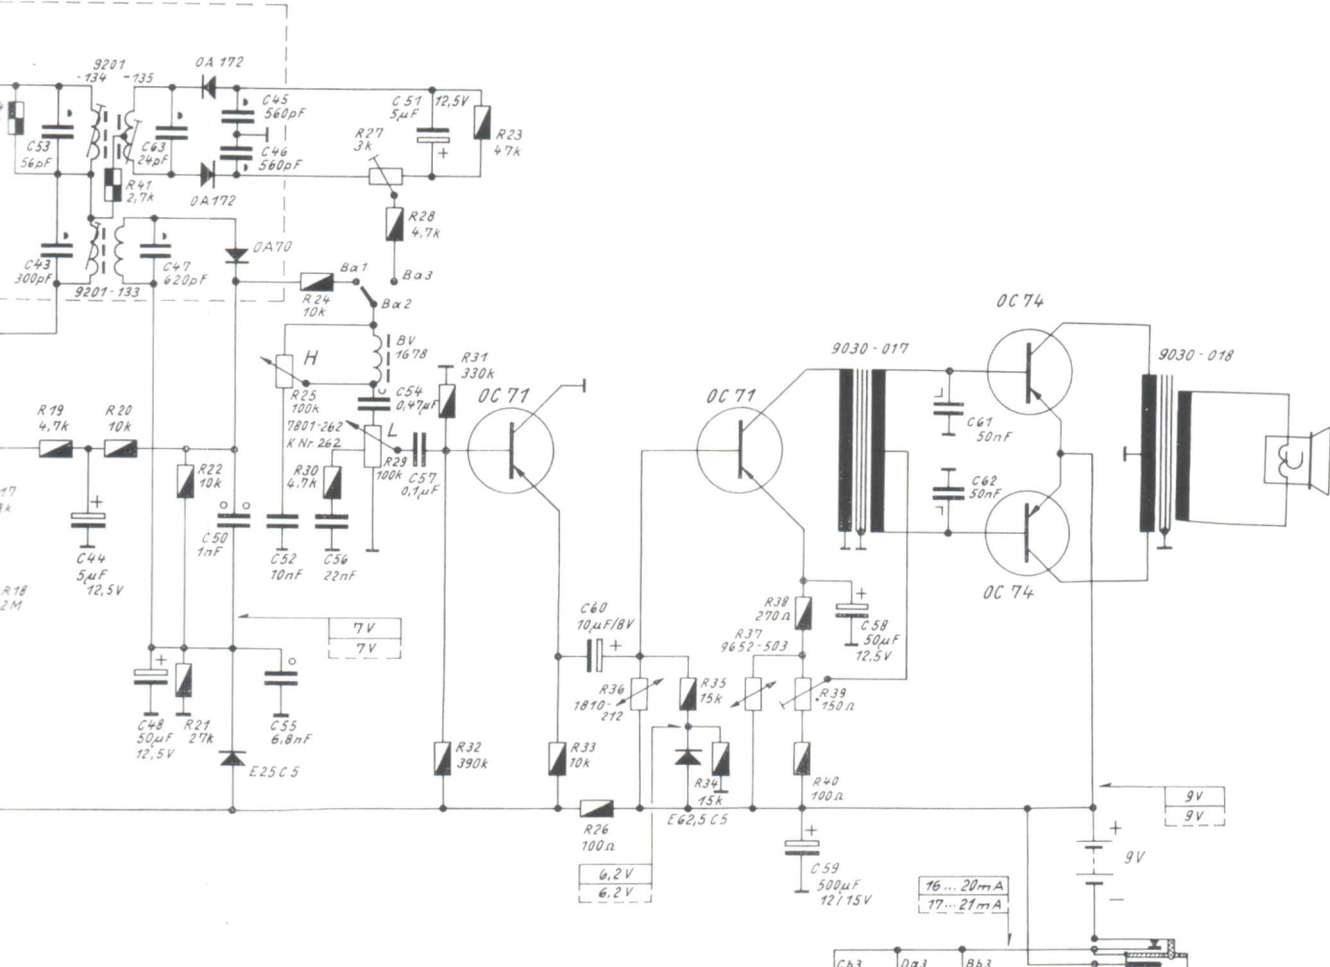 9201
-134 -135
OA 172
C45
560pF
C 51
5µF
12,5V
R27
3k
R23
47k
C53
56pF
C63
24pF
C46
560pF
R41
2,7k
OA172
R28
4,7k
OA70
C43
300pF
C47
620pF
9201-133
Ba1
Ba3
R24
10k
Ba2
BV
1678
H
R31
330k
R25
100k
7801-262
K Nr 262
C54
0,47µF
L
OC 71
OC 71
9030-017
OC 74
9030-018
R19
4,7k
R20
10k
R22
10k
R30
4,7k
R29
100k
C57
0,1µF
C61
50nF
C62
50nF
C44
5µF
12,5V
C50
1nF
C52
10nF
C56
22nF
OC 74
R18
2M
7V
7V
C60
10µF/8V
R38
270Ω
C58
50µF
12,5V
R37
9652-503
R36
1810-
212
R35
15k
R39
150Ω
C48
50µF
12,5V
R21
27k
C55
6,8nF
E25C5
R32
390k
R33
10k
R34
15k
R40
100Ω
E62,5C5
R26
100Ω
9V
9V
6,2V
6,2V
C59
500µF
12/15V
9V
16...20mA
17...21mA
Cb3
Da3
Bb3